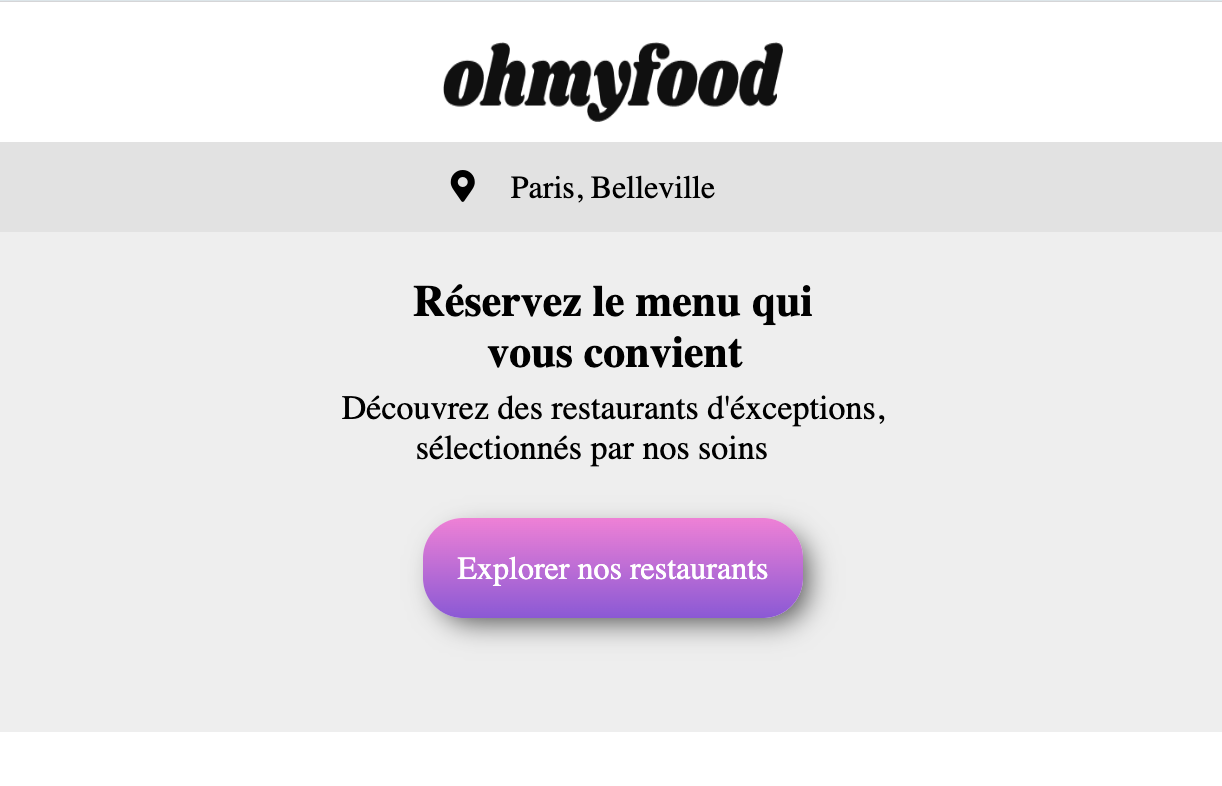 ohmyfood
Paris, Belleville
Réservez le menu qui
vous convient
Découvrez des restaurants d'éxceptions,
sélectionnés par nos soins
Explorer nos restaurants